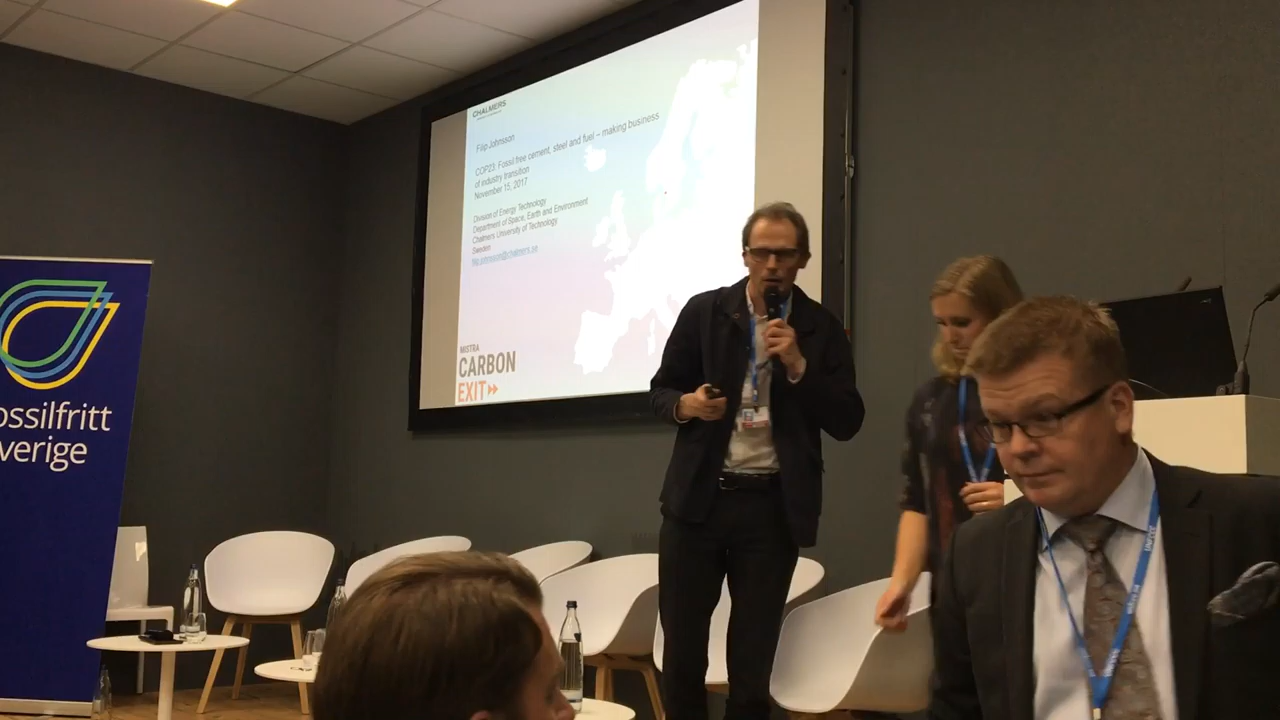 CHALMERS
Filip Johnsson
COP23: Fossil free cement, steel and fuel – making business
of industry transition
November 15, 2017
Division of Energy Technology
Department of Space, Earth and Environment
Chalmers University of Technology
Sweden
filip.johnsson@chalmers.se
MISTRA
CARBON
EXIT
ossilfritt
verige